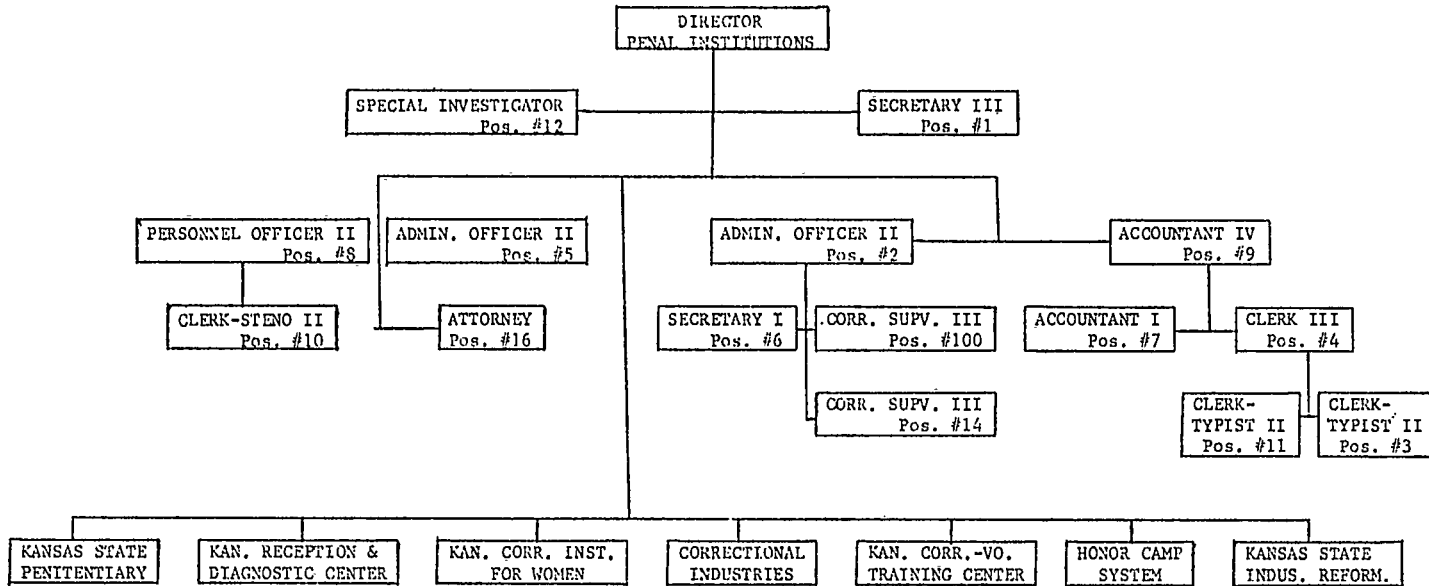 DIRECTOR
PENAL INSTITUTIONS
SPECIAL INVESTIGATOR
Pos. #12
SECRETARY III
Pos. #1
PERSONNEL OFFICER II
Pos. #8
ADMIN. OFFICER II
Pos. #5
ADMIN. OFFICER II
Pos. #2
ACCOUNTANT IV
Pos. #9
CLERK-STENO II
Pos. #10
ATTORNEY
Pos. #16
SECRETARY I
Pos. #6
CORR. SUPV. III
Pos. #100
ACCOUNTANT I
Pos. #7
CLERK III
Pos. #4
CORR. SUPV. III
Pos. #14
CLERK-
TYPIST II
Pos. #11
CLERK-
TYPIST II
Pos. #3
KANSAS STATE
PENITENTIARY
KAN. RECEPTION &
DIAGNOSTIC CENTER
KAN. CORR. INST.
FOR WOMEN
CORRECTIONAL
INDUSTRIES
KAN. CORR.-VO.
TRAINING CENTER
HONOR CAMP
SYSTEM
KANSAS STATE
INDUS. REFORM.